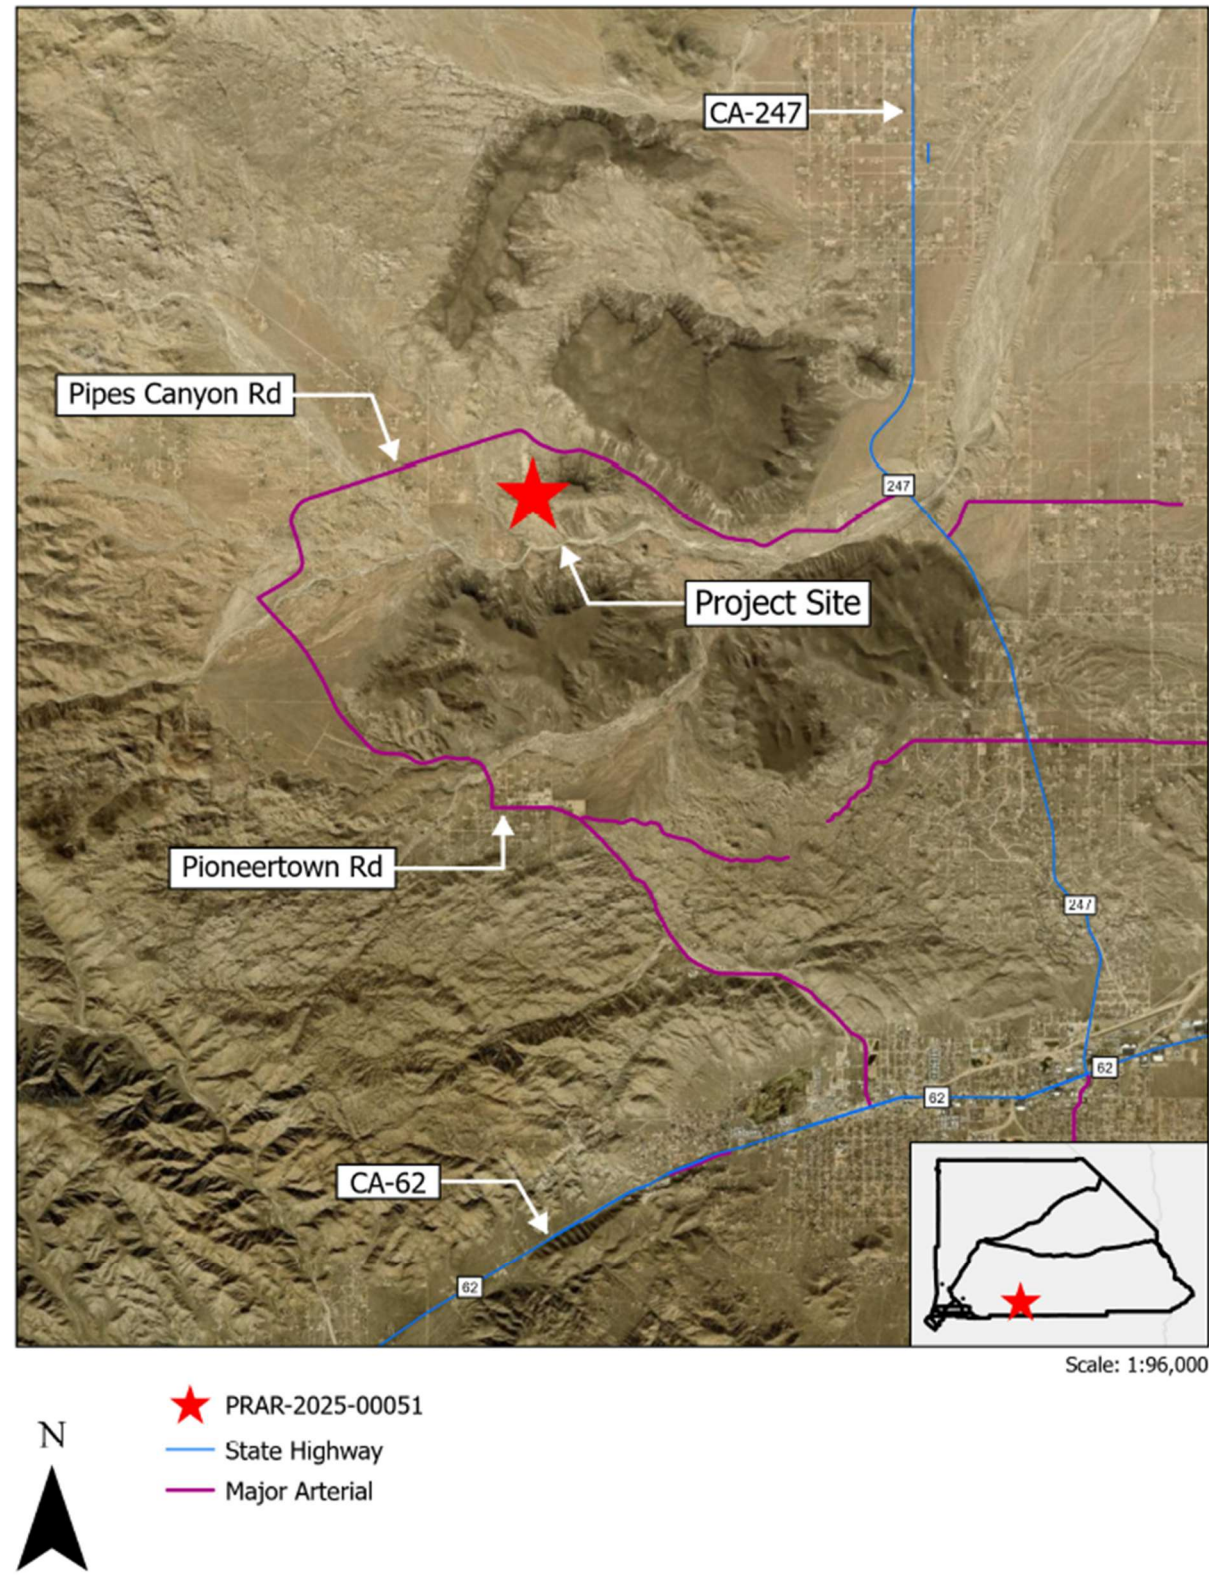 CA-247
Pipes Canyon Rd
247
Project Site
Pioneertown Rd
247
62
62
CA-62
62
Scale: 1:96,000
PRAR-2025-00051
N
State Highway
Major Arterial